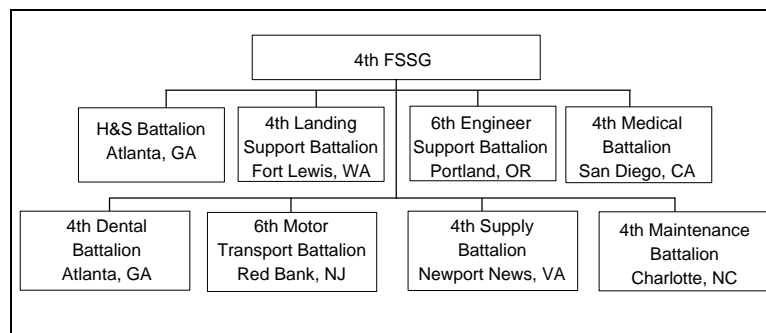 4th FSSG
H&S Battalion
Atlanta, GA
4th Landing
Support Battalion
Fort Lewis, WA
6th Engineer
Support Battalion
Portland, OR
4th Medical
Battalion
San Diego, CA
4th Dental
Battalion
Atlanta, GA
6th Motor
Transport Battalion
Red Bank, NJ
4th Supply
Battalion
Newport News, VA
4th Maintenance
Battalion
Charlotte, NC